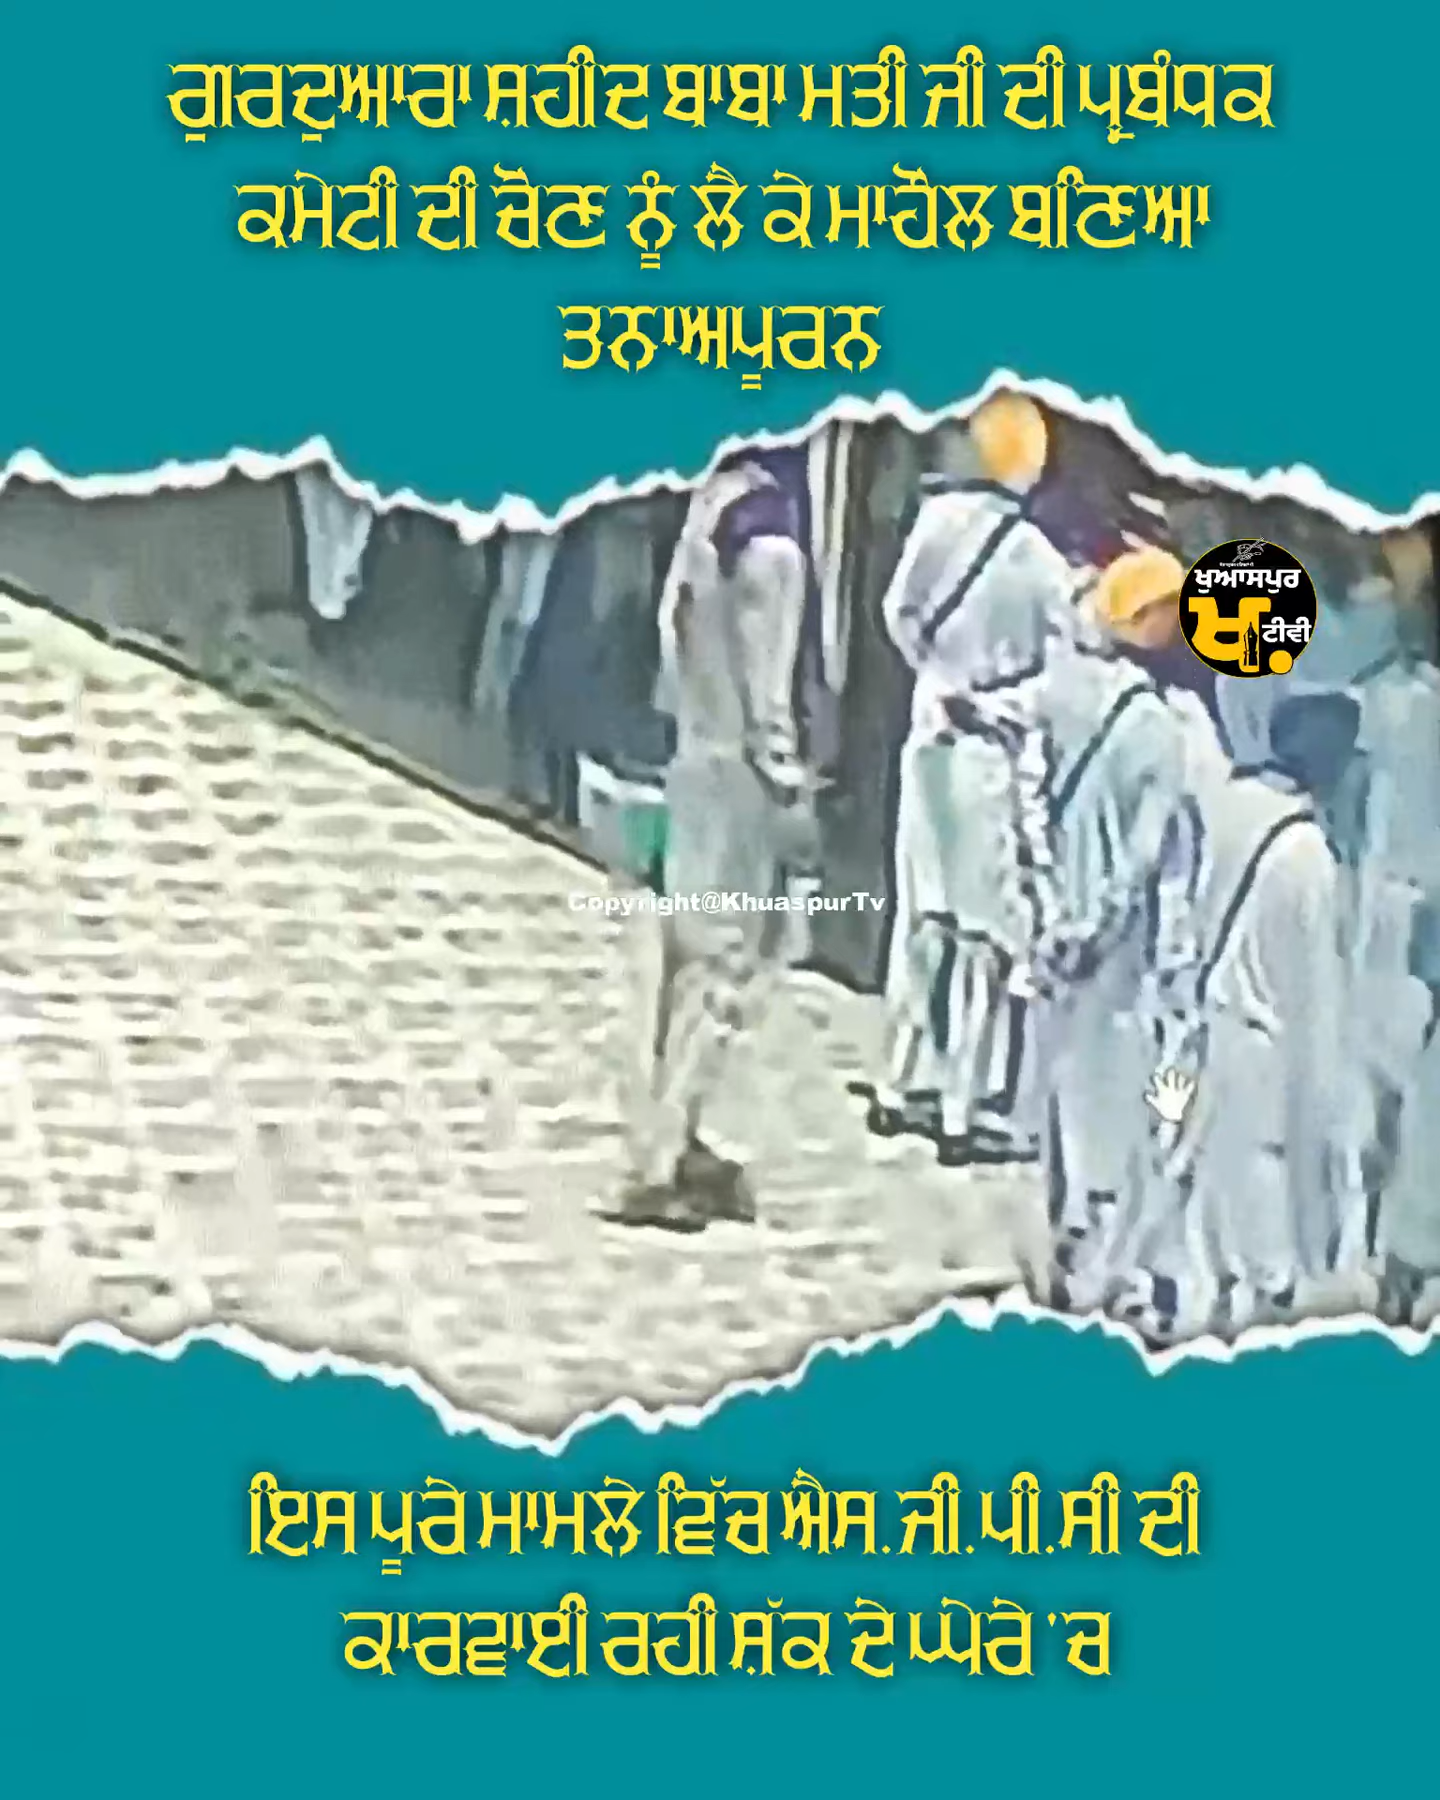 ਗੁਰਦੁਆਰਾ ਸ਼ਹੀਦ ਬਾਬਾ ਮਤੀ ਜੀ ਦੀ ਪ੍ਰਬੰਧਕ
ਕਮੇਟੀ ਦੀ ਚੋਣ ਨੂੰ ਲੈ ਕੇ ਮਾਹੌਲ ਬਣਿਆ
ਤਨਾਅਪੂਰਨ
ਖੁਆਸਪੁਰ
ਖ.
ਟੀਵੀ
Copyright@KhuaspurTv
ਇਸ ਪੂਰੇ ਮਾਮਲੇ ਵਿੱਚ ਐਸ.ਜੀ.ਪੀ.ਸੀ ਦੀ
ਕਾਰਵਾਈ ਰਹੀ ਸ਼ੱਕ ਦੇ ਘੇਰੇ 'ਚ